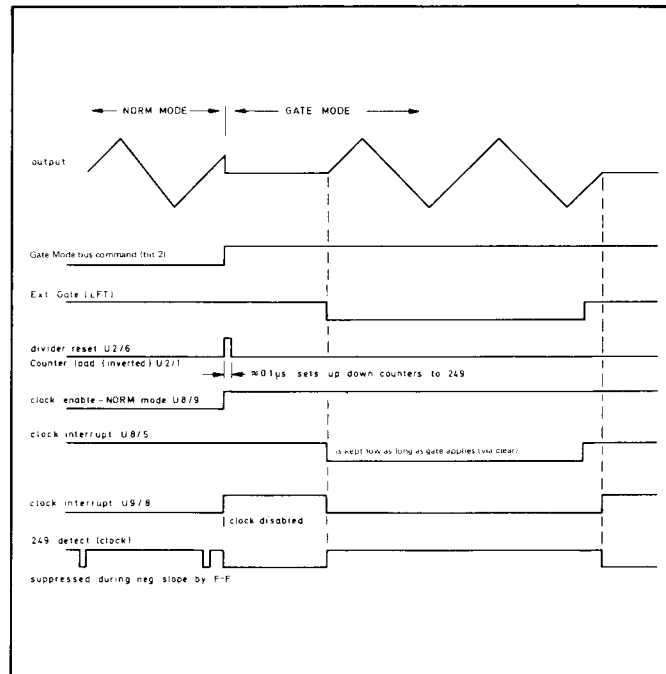 NORM MODE
GATE MODE
output
Gate Mode bus command (bit 2)
Ext. Gate (µFT)
divider reset U2/6
Counter load (inverted) U2/1
≈0.1µs sets up down counters to 249
clock enable – NORM mode U8/9
clock interrupt U8/5
is kept low as long as gate applies (via clear)
clock interrupt U9/8
clock disabled
249 detect (clock)
suppressed during neg slope by F-F